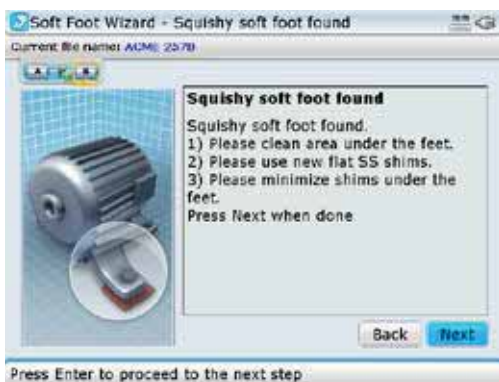 Soft Foot Wizard - Squishy soft foot found
Current file name: ACME 2570
A B
Squishy soft foot found
Squishy soft foot found.
1) Please clean area under the feet.
2) Please use new flat SS shims.
3) Please minimize shims under the
feet.
Press Next when done
Back Next
Press Enter to proceed to the next step